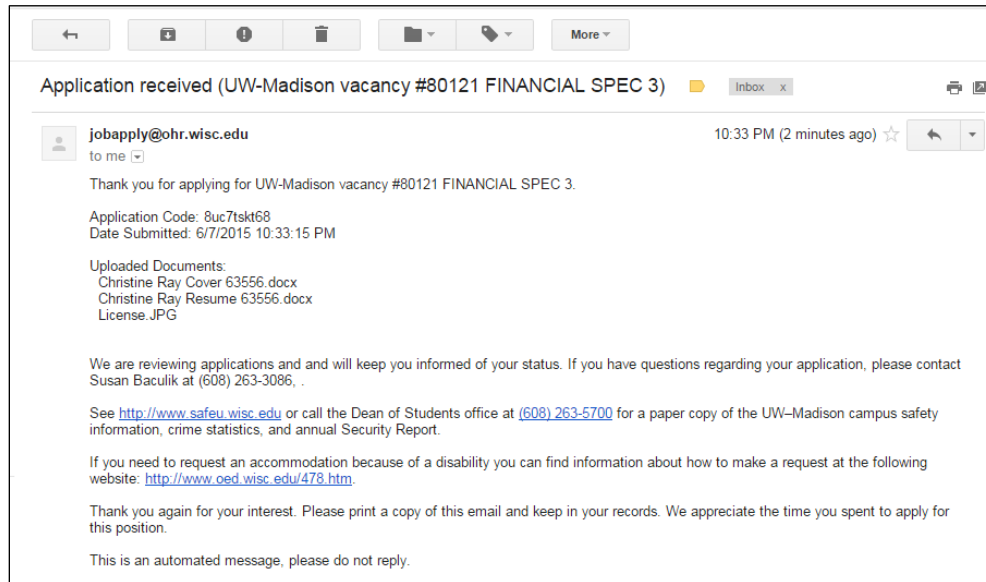 More
Application received (UW-Madison vacancy #80121 FINANCIAL SPEC 3)
Inbox x
jobapply@ohr.wisc.edu
10:33 PM (2 minutes ago)
to me
Thank you for applying for UW-Madison vacancy #80121 FINANCIAL SPEC 3.
Application Code: 8uc7tskt68
Date Submitted: 6/7/2015 10:33:15 PM
Uploaded Documents:
Christine Ray Cover 63556.docx
Christine Ray Resume 63556.docx
License.JPG
We are reviewing applications and and will keep you informed of your status. If you have questions regarding your application, please contact
Susan Baculik at (608) 263-3086, .
See http://www.safeu.wisc.edu or call the Dean of Students office at (608) 263-5700 for a paper copy of the UW–Madison campus safety
information, crime statistics, and annual Security Report.
If you need to request an accommodation because of a disability you can find information about how to make a request at the following
website: http://www.oed.wisc.edu/478.htm.
Thank you again for your interest. Please print a copy of this email and keep in your records. We appreciate the time you spent to apply for
this position.
This is an automated message, please do not reply.